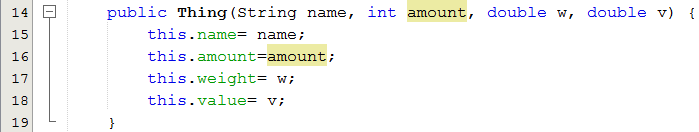 14 public Thing(String name, int amount, double w, double v) {
15 this.name= name;
16 this.amount=amount;
17 this.weight= w;
18 this.value= v;
19 }